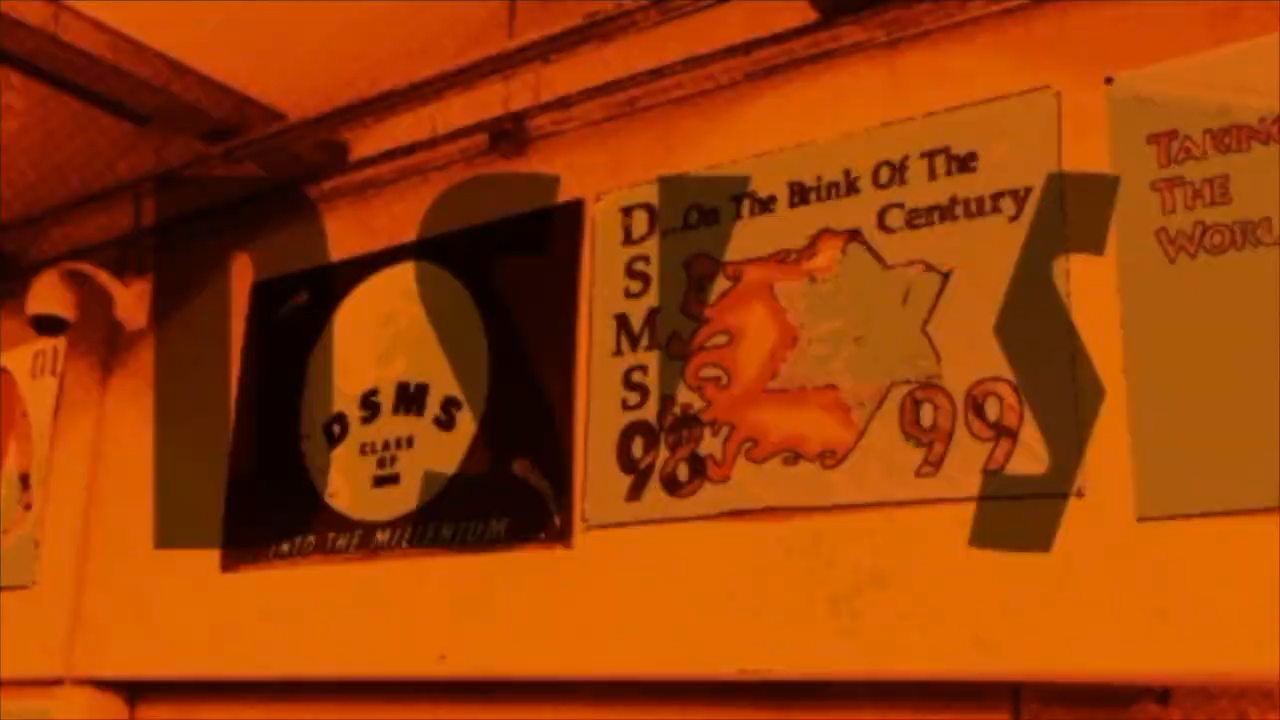 DSMS
CLASS
OF
INTO THE MILLENIUM
...On The Brink Of The
Century
DSMS
98
99
TAKING
THE
WORL